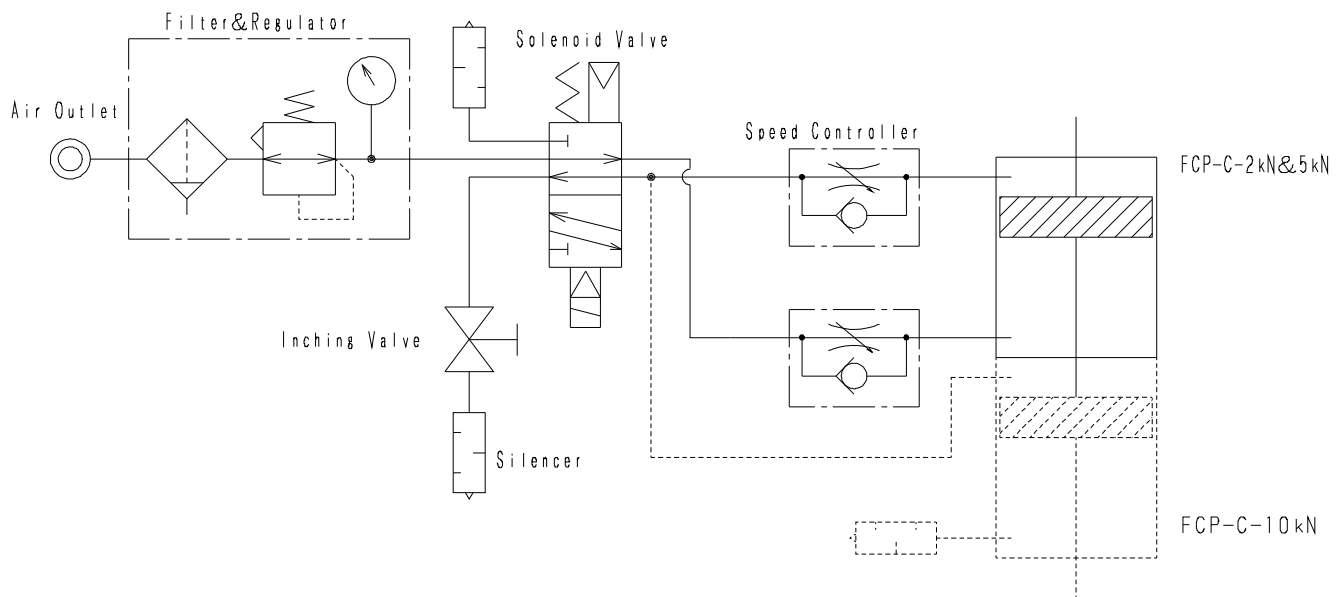 Filter&Regulator
Solenoid Valve
Air Outlet
Speed Controller
FCP-C-2kN&5kN
Inching Valve
Silencer
FCP-C-10kN